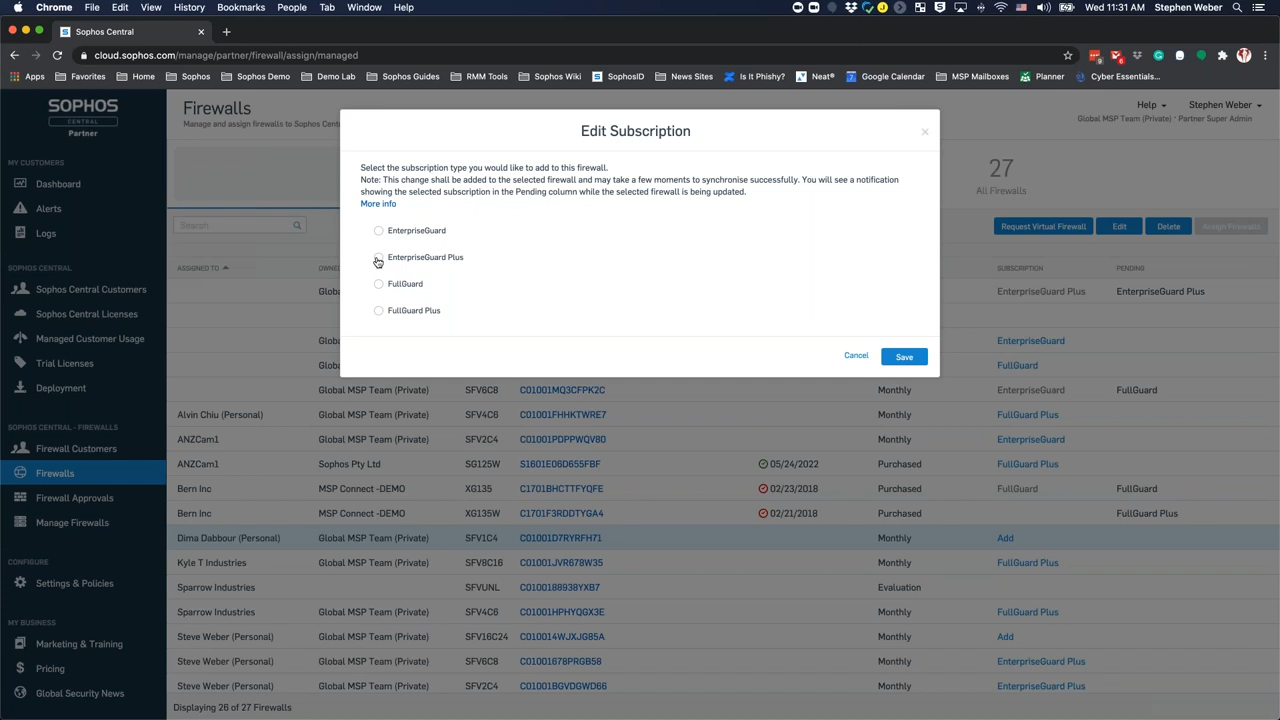 Chrome File Edit View History Bookmarks People Tab Window Help
Wed 11:31 AM Stephen Weber
Sophos Central
cloud.sophos.com/manage/partner/firewall/assign/managed
Apps Favorites Home Sophos Sophos Demo Demo Lab Sophos Guides RMM Tools Sophos Wiki SophosID News Sites Is It Phishy? Neat® Google Calendar MSP Mailboxes Planner Cyber Essentials...
SOPHOS
CENTRAL
Partner
MY CUSTOMERS
Dashboard
Alerts
Logs
SOPHOS CENTRAL
Sophos Central Customers
Sophos Central Licenses
Managed Customer Usage
Trial Licenses
Deployment
SOPHOS CENTRAL - FIREWALLS
Firewall Customers
Firewalls
Firewall Approvals
Manage Firewalls
CONFIGURE
Settings & Policies
MY BUSINESS
Marketing & Training
Pricing
Global Security News
Firewalls
Manage and assign firewalls to Sophos Cent
Help Stephen Weber
Global MSP Team (Private) · Partner Super Admin
27
All Firewalls
Search
Request Virtual Firewall Edit Delete Assign Firewalls
Edit Subscription
×
Select the subscription type you would like to add to this firewall.
Note: This change shall be added to the selected firewall and may take a few moments to synchronise successfully. You will see a notification
showing the selected subscription in the Pending column while the selected firewall is being updated.
More info
EnterpriseGuard
EnterpriseGuard Plus
FullGuard
FullGuard Plus
Cancel Save
ASSIGNED TO OWNE SUBSCRIPTION PENDING
Globa EnterpriseGuard Plus EnterpriseGuard Plus
Globa EnterpriseGuard
Globa FullGuard
Global MSP Team (Private) SFV6C8 C01001MQ3CFPK2C Monthly EnterpriseGuard FullGuard
Alvin Chiu (Personal) Global MSP Team (Private) SFV4C6 C01001FHHKTWRE7 Monthly FullGuard Plus
ANZCam1 Global MSP Team (Private) SFV2C4 C01001PDPPWQV80 Monthly EnterpriseGuard
ANZCam1 Sophos Pty Ltd SG125W S1601E06D655FBF 05/24/2022 Purchased FullGuard Plus
Bern Inc MSP Connect -DEMO XG135 C1701BHCTTFYQFE 02/23/2018 Purchased FullGuard FullGuard
Bern Inc MSP Connect -DEMO XG135W C1701F3RDDTYGA4 02/21/2018 Purchased FullGuard Plus
Dima Dabbour (Personal) Global MSP Team (Private) SFV1C4 C01001D7RYRFH71 Monthly Add
Kyle T Industries Global MSP Team (Private) SFV8C16 C01001JVR678W35 Monthly FullGuard Plus
Sparrow Industries SFVUNL C0100188938YXB7 Evaluation
Sparrow Industries Global MSP Team (Private) SFV4C6 C01001HPHYQGX3E Monthly FullGuard Plus
Steve Weber (Personal) Global MSP Team (Private) SFV16C24 C010014WJXJG85A Monthly Add
Steve Weber (Personal) Global MSP Team (Private) SFV6C8 C01001678PRGB58 Monthly EnterpriseGuard Plus
Steve Weber (Personal) Global MSP Team (Private) SFV2C4 C01001BGVDGWD66 Monthly EnterpriseGuard Plus
Displaying 26 of 27 Firewalls